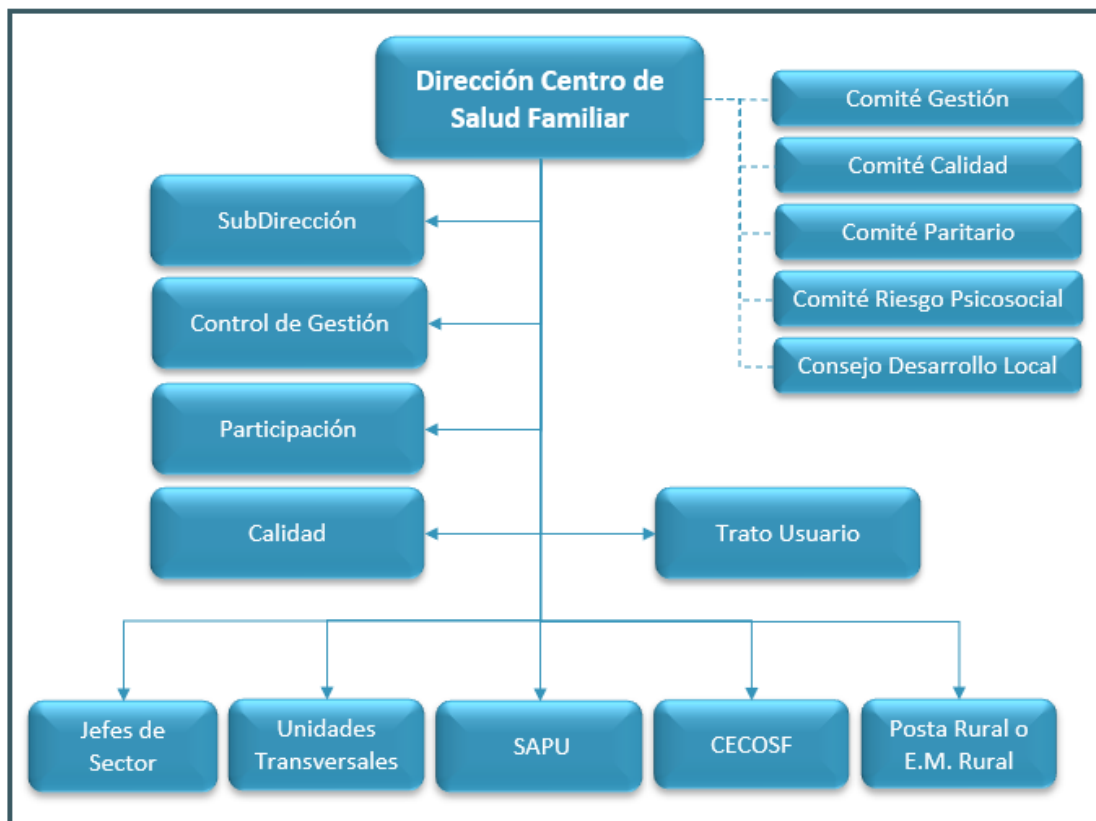 Dirección Centro de
Salud Familiar
Comité Gestión
Comité Calidad
Comité Paritario
Comité Riesgo Psicosocial
Consejo Desarrollo Local
SubDirección
Control de Gestión
Participación
Calidad
Trato Usuario
Jefes de
Sector
Unidades
Transversales
SAPU
CECOSF
Posta Rural o
E.M. Rural